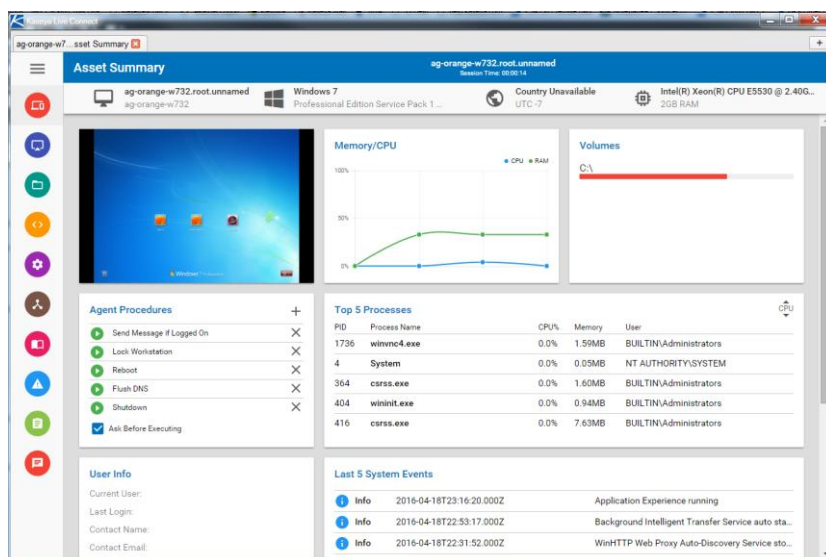 Kaseya Live Connect
ag-orange-w7...sset Summary
Asset Summary
ag-orange-w732.root.unnamed
Session Time: 00:00:14
ag-orange-w732.root.unnamed
ag-orange-w732
Windows 7
Professional Edition Service Pack 1 ...
Country Unavailable
UTC -7
Intel(R) Xeon(R) CPU E5530 @ 2.40G...
2GB RAM
Memory/CPU
CPU RAM
100%
50%
0%
Volumes
C:\
Agent Procedures
Send Message if Logged On
Lock Workstation
Reboot
Flush DNS
Shutdown
Ask Before Executing
Top 5 Processes
CPU
PID Process Name CPU% Memory User
1736 winvnc4.exe 0.0% 1.59MB BUILTIN\Administrators
4 System 0.0% 0.05MB NT AUTHORITY\SYSTEM
364 csrss.exe 0.0% 1.60MB BUILTIN\Administrators
404 wininit.exe 0.0% 0.94MB BUILTIN\Administrators
416 csrss.exe 0.0% 7.63MB BUILTIN\Administrators
User Info
Current User:
Last Login:
Contact Name:
Contact Email:
Last 5 System Events
Info 2016-04-18T23:16:20.000Z Application Experience running
Info 2016-04-18T22:53:17.000Z Background Intelligent Transfer Service auto sta...
Info 2016-04-18T22:31:52.000Z WinHTTP Web Proxy Auto-Discovery Service sto...